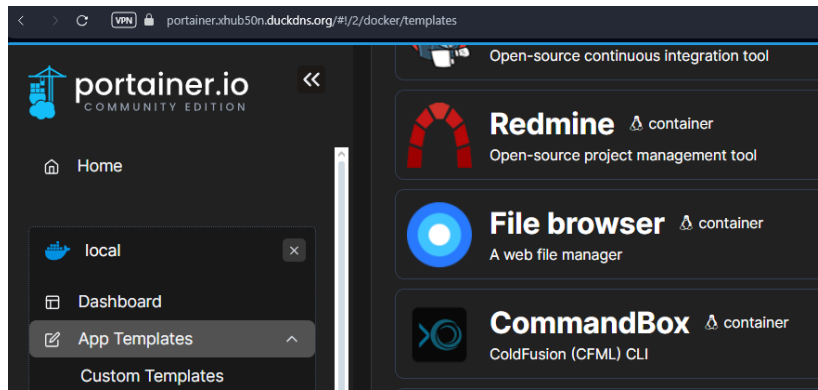 VPN portainer.xhub50n.duckdns.org/#!/2/docker/templates
portainer.io
COMMUNITY EDITION
Home
local
Dashboard
App Templates
Custom Templates
Open-source continuous integration tool
Redmine container
Open-source project management tool
File browser container
A web file manager
CommandBox container
ColdFusion (CFML) CLI